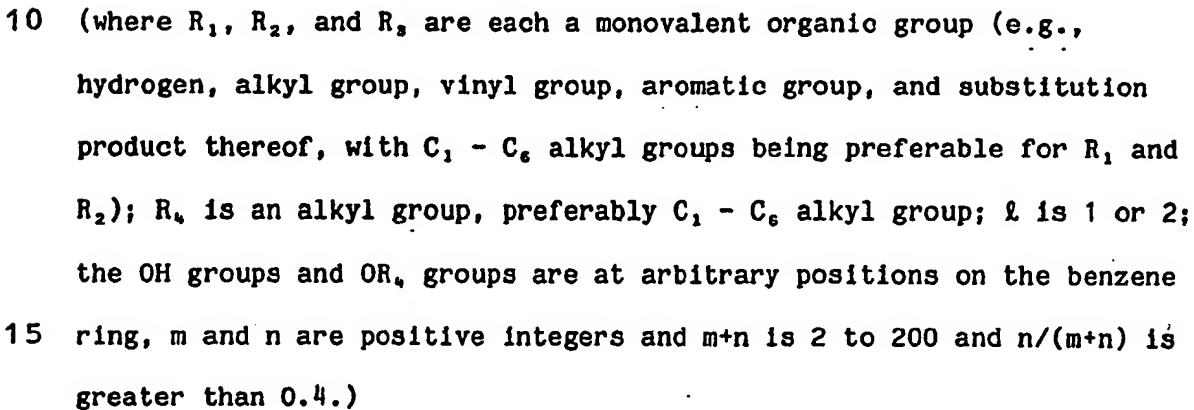 10 (where R₁, R₂, and R₃ are each a monovalent organic group (e.g.,
hydrogen, alkyl group, vinyl group, aromatic group, and substitution
product thereof, with C₁ - C₆ alkyl groups being preferable for R₁ and
R₂); R₄ is an alkyl group, preferably C₁ - C₆ alkyl group; ℓ is 1 or 2;
the OH groups and OR₄ groups are at arbitrary positions on the benzene
15 ring, m and n are positive integers and m+n is 2 to 200 and n/(m+n) is
greater than 0.4.)